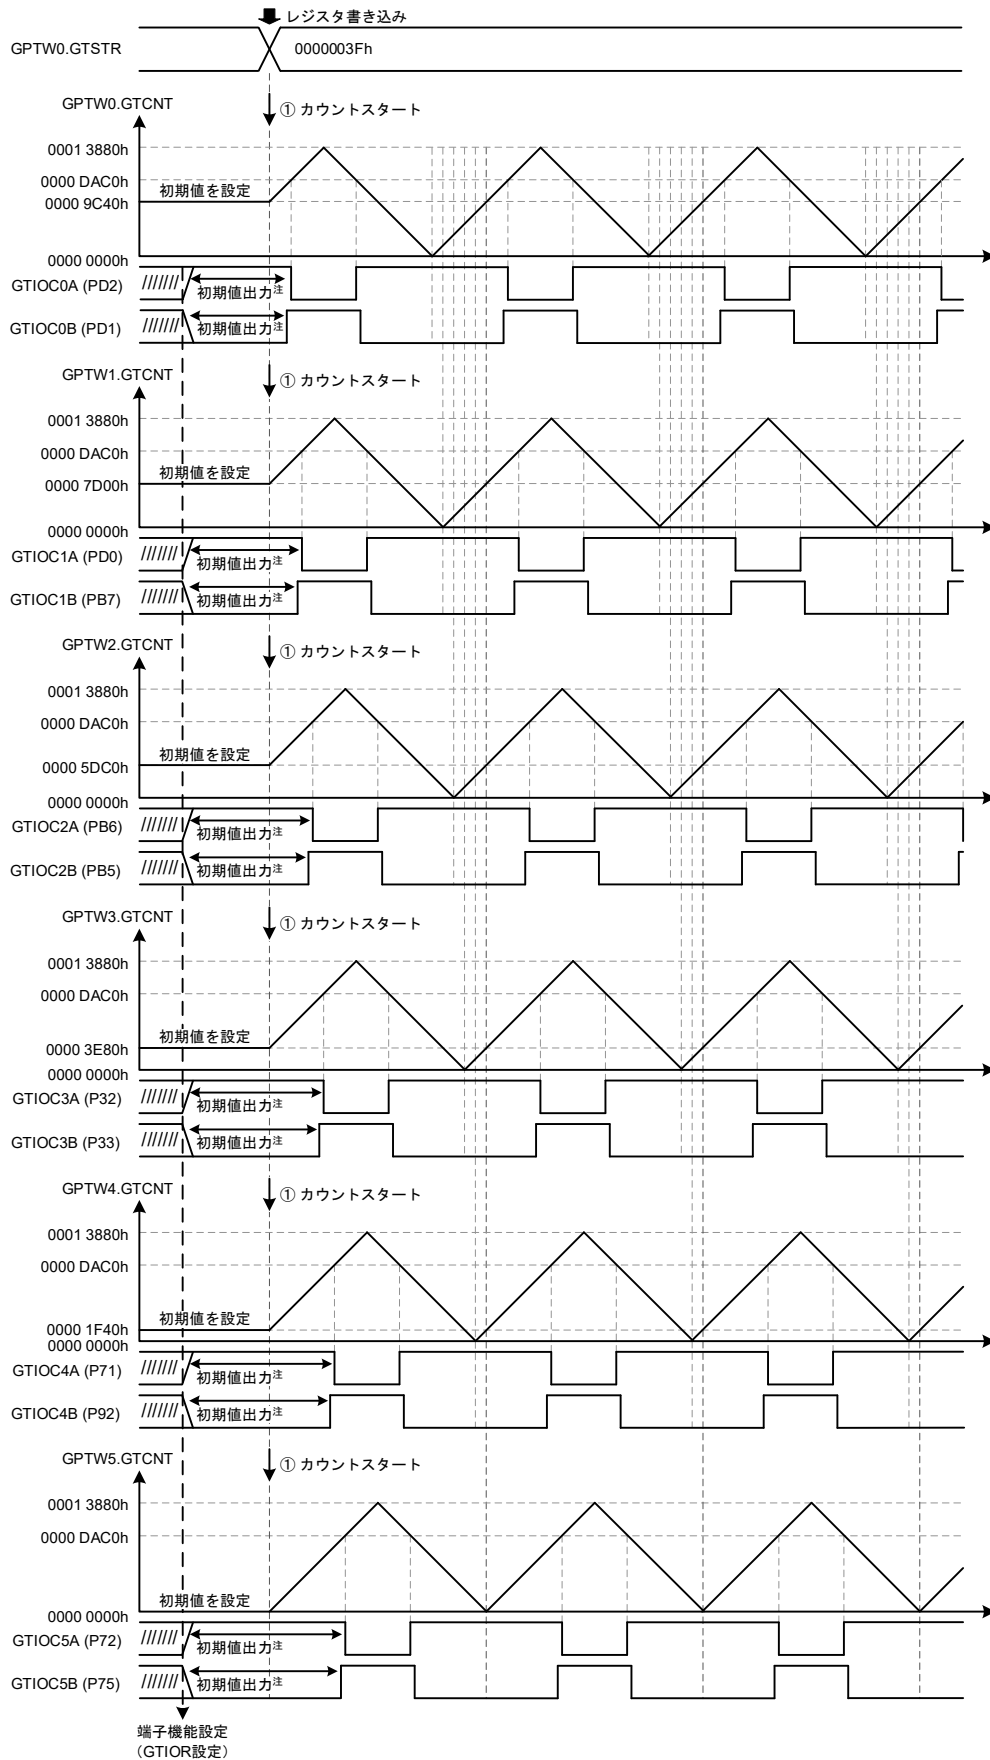 レジスタ書き込み
GPTW0.GTSTR
0000003Fh
GPTW0.GTCNT
① カウントスタート
0001 3880h
0000 DAC0h
初期値を設定
0000 9C40h
0000 0000h
GTIOC0A (PD2)
///////
初期値出力注
GTIOC0B (PD1)
///////
初期値出力注
GPTW1.GTCNT
① カウントスタート
0001 3880h
0000 DAC0h
初期値を設定
0000 7D00h
0000 0000h
GTIOC1A (PD0)
///////
初期値出力注
GTIOC1B (PB7)
///////
初期値出力注
GPTW2.GTCNT
① カウントスタート
0001 3880h
0000 DAC0h
初期値を設定
0000 5DC0h
0000 0000h
GTIOC2A (PB6)
///////
初期値出力注
GTIOC2B (PB5)
///////
初期値出力注
GPTW3.GTCNT
① カウントスタート
0001 3880h
0000 DAC0h
初期値を設定
0000 3E80h
0000 0000h
GTIOC3A (P32)
///////
初期値出力注
GTIOC3B (P33)
///////
初期値出力注
GPTW4.GTCNT
① カウントスタート
0001 3880h
0000 DAC0h
初期値を設定
0000 1F40h
0000 0000h
GTIOC4A (P71)
///////
初期値出力注
GTIOC4B (P92)
///////
初期値出力注
GPTW5.GTCNT
① カウントスタート
0001 3880h
0000 DAC0h
初期値を設定
0000 0000h
GTIOC5A (P72)
///////
初期値出力注
GTIOC5B (P75)
///////
初期値出力注
端子機能設定
（GTIOR設定）